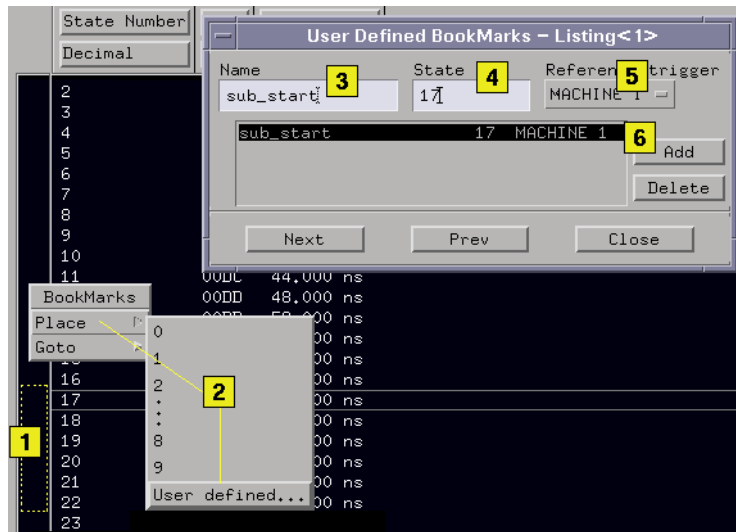 State Number
Decimal
User Defined BookMarks – Listing<1>
Name
State
trigger
3
4
5
sub_start
17
MACHINE 1
sub_start 17 MACHINE 1
6
Add
Delete
Next
Prev
Close
2
3
4
5
6
7
8
9
10
11 44.000 ns
00DD 48.000 ns
ns
00 ns
00 ns
16 00 ns
17 00 ns
18 00 ns
19 00 ns
20 00 ns
21 00 ns
22 00 ns
23
BookMarks
Place
Goto
0
1
2
:
:
8
9
User defined...
2
1